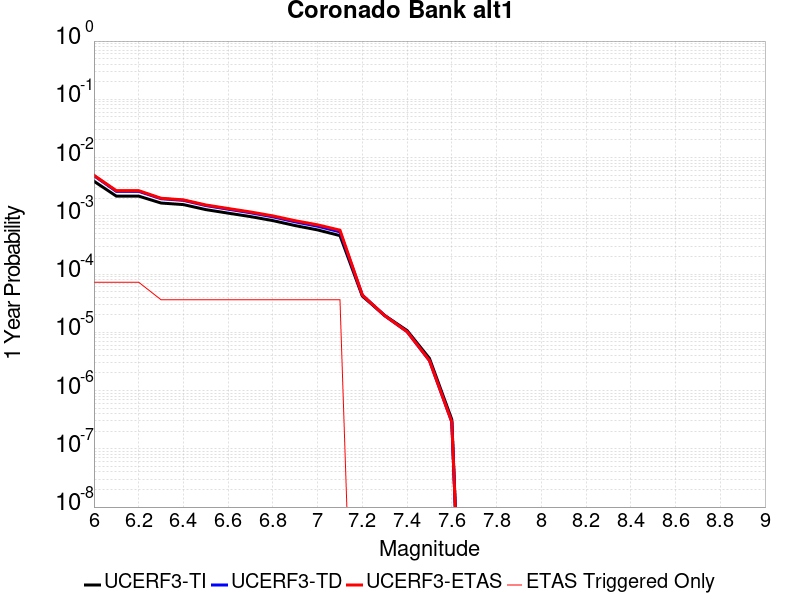 Coronado Bank alt1
10^0
10^-1
10^-2
10^-3
10^-4
10^-5
10^-6
10^-7
10^-8
1 Year Probability
6 6.2 6.4 6.6 6.8 7 7.2 7.4 7.6 7.8 8 8.2 8.4 8.6 8.8 9
Magnitude
UCERF3-TI UCERF3-TD UCERF3-ETAS ETAS Triggered Only